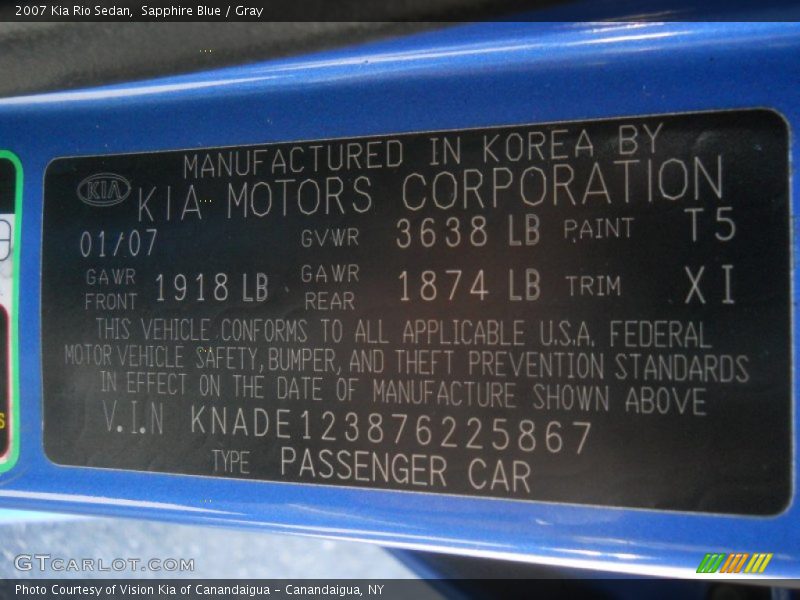 2007 Kia Rio Sedan,  Sapphire Blue / Gray
MANUFACTURED IN KOREA BY
KIA KIA MOTORS CORPORATION
01/07 GVWR 3638 LB PAINT T5
GAWR FRONT 1918 LB GAWR REAR 1874 LB TRIM XI
THIS VEHICLE CONFORMS TO ALL APPLICABLE U.S.A. FEDERAL
MOTOR VEHICLE SAFETY, BUMPER, AND THEFT PREVENTION STANDARDS
IN EFFECT ON THE DATE OF MANUFACTURE SHOWN ABOVE
V.I.N KNADE123876225867
TYPE PASSENGER CAR
GTCARLOT.COM
Photo Courtesy of Vision Kia of Canandaigua - Canandaigua, NY